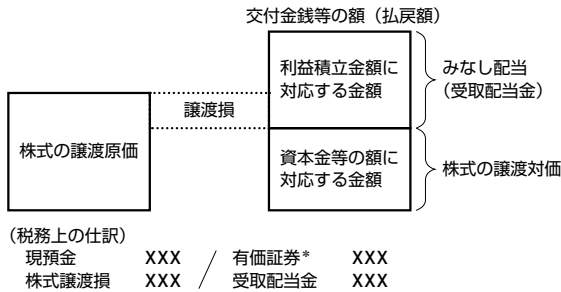 交付金銭等の額(払戻額)
利益積立金額に
対応する金額
みなし配当
(受取配当金)
譲渡損
株式の譲渡原価
資本金等の額に
対応する金額
株式の譲渡対価
(税務上の仕訳)
現預金 XXX / 有価証券* XXX
株式譲渡損 XXX 受取配当金 XXX